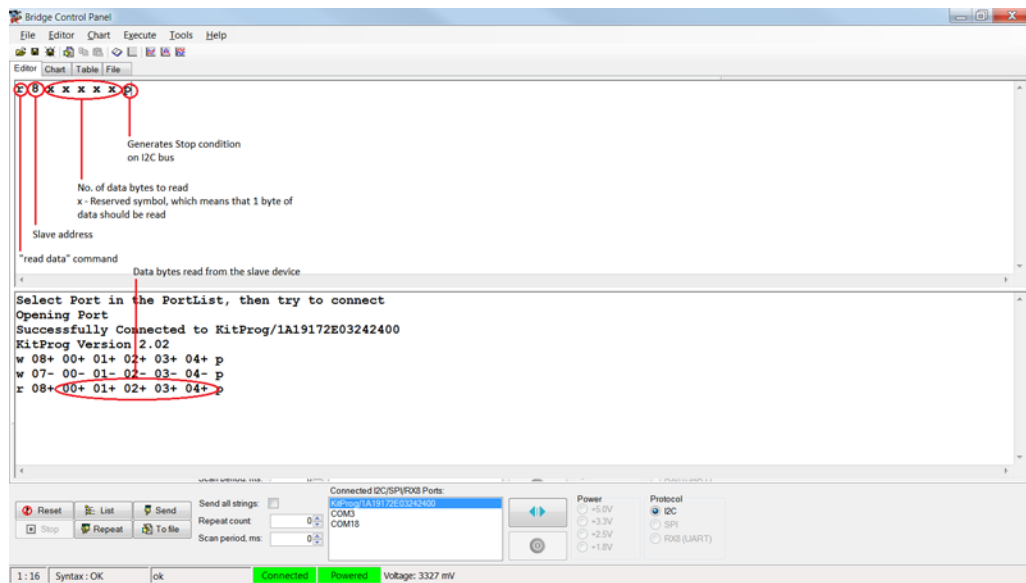 Bridge Control Panel
File Editor Chart Execute Tools Help
Editor Chart Table File
r 8 x x x x x p
Generates Stop condition
on I2C bus
No. of data bytes to read
x - Reserved symbol, which means that 1 byte of
data should be read
Slave address
"read data" command
Data bytes read from the slave device
Select Port in the PortList, then try to connect
Opening Port
Successfully Connected to KitProg/1A19172E03242400
KitProg Version 2.02
w 08+ 00+ 01+ 02+ 03+ 04+ p
w 07- 00- 01- 02- 03- 04- p
r 08+ 00+ 01+ 02+ 03+ 04+ p
Reset List Send
Stop Repeat To file
Send all strings:
Repeat count: 0
Scan period, ms: 0
Connected I2C/SPI/RX8 Ports:
KitProg/1A19172E03242400
COM3
COM18
Power
+5.0V
+3.3V
+2.5V
+1.8V
Protocol
I2C
SPI
RX8 (UART)
1 : 16 Syntax : OK ok Connected Powered Voltage: 3327 mV